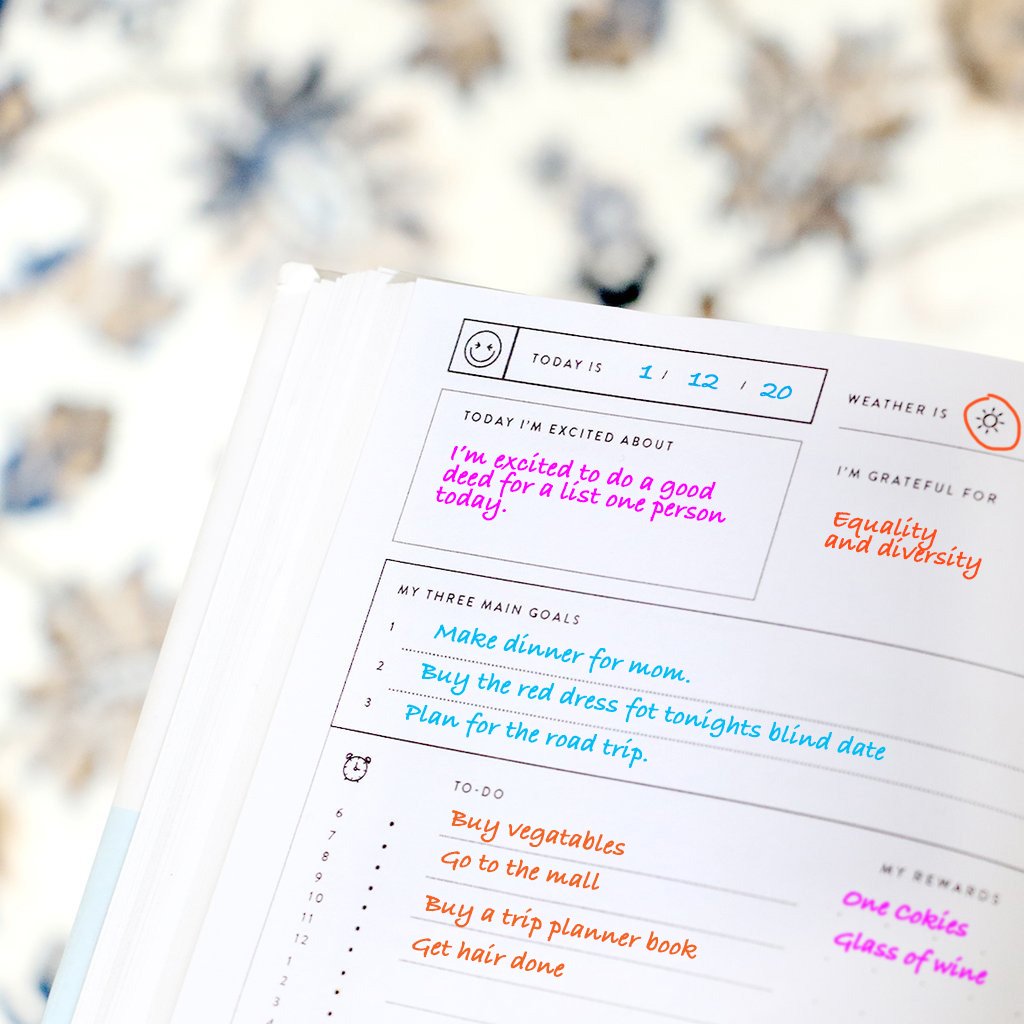 TODAY IS 1 / 12 / 20
WEATHER IS
TODAY I'M EXCITED ABOUT
I'm excited to do a good
deed for a list one person
today.
I'M GRATEFUL FOR
Equality
and diversity
MY THREE MAIN GOALS
1 Make dinner for mom.
2 Buy the red dress fot tonights blind date
3 Plan for the road trip.
TO-DO
Buy vegatables
Go to the mall
Buy a trip planner book
Get hair done
6
7
8
9
10
11
12
1
2
3
MY REWARDS
One Cokies
Glass of wine